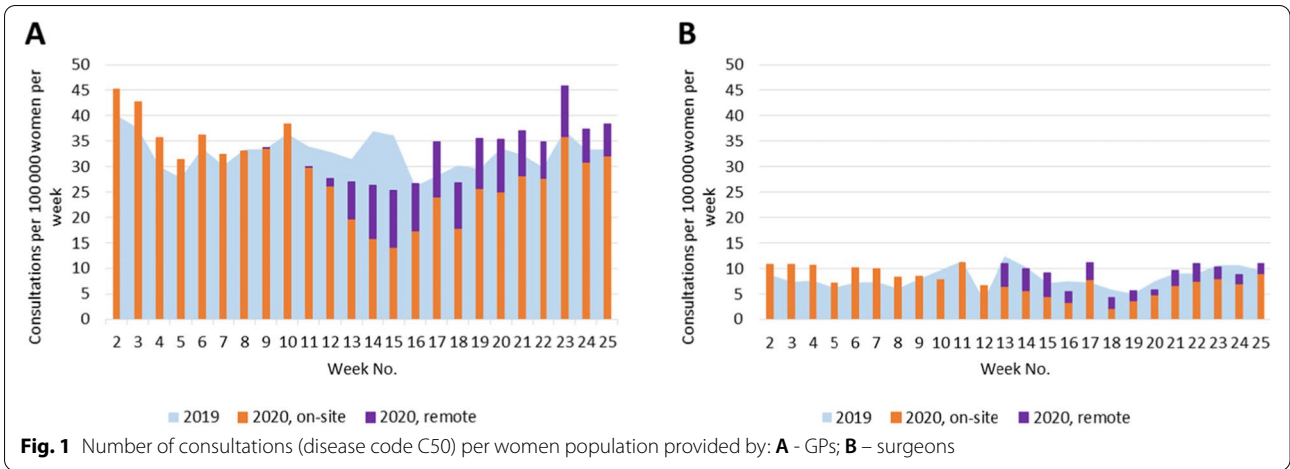 A
Consultations per 100 000 women per
week
50
45
40
35
30
25
20
15
10
5
0
2 3 4 5 6 7 8 9 10 11 12 13 14 15 16 17 18 19 20 21 22 23 24 25
Week No.
2019 2020, on-site 2020, remote
B
Consultations per 100 000 women per
week
50
45
40
35
30
25
20
15
10
5
0
2 3 4 5 6 7 8 9 10 11 12 13 14 15 16 17 18 19 20 21 22 23 24 25
Week No.
2019 2020, on-site 2020, remote
Fig. 1 Number of consultations (disease code C50) per women population provided by: A - GPs; B – surgeons